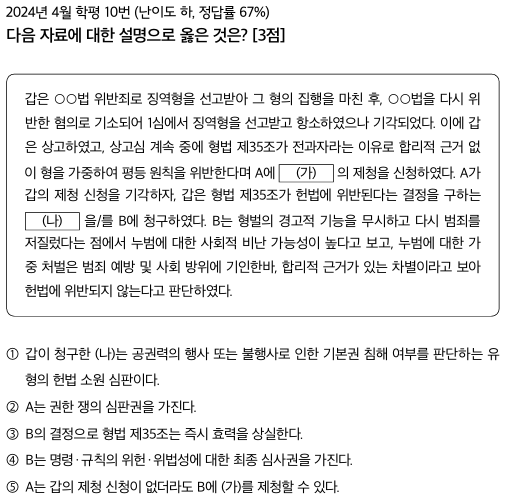 2024년 4월 학평 10번 (난이도 하, 정답률 67%)
다음 자료에 대한 설명으로 옳은 것은? [3점]
갑은 ○○법 위반죄로 징역형을 선고받아 그 형의 집행을 마친 후, ○○법을 다시 위
반한 혐의로 기소되어 1심에서 징역형을 선고받고 항소하였으나 기각되었다. 이에 갑
은 상고하였고, 상고심 계속 중에 형법 제35조가 전과자라는 이유로 합리적 근거 없
이 형을 가중하여 평등 원칙을 위반한다며 A에 (가) 의 제청을 신청하였다. A가
갑의 제청 신청을 기각하자, 갑은 형법 제35조가 헌법에 위반된다는 결정을 구하는
(나) 을/를 B에 청구하였다. B는 형벌의 경고적 기능을 무시하고 다시 범죄를
저질렀다는 점에서 누범에 대한 사회적 비난 가능성이 높다고 보고, 누범에 대한 가
중 처벌은 범죄 예방 및 사회 방위에 기인한바, 합리적 근거가 있는 차별이라고 보아
헌법에 위반되지 않는다고 판단하였다.
① 갑이 청구한 (나)는 공권력의 행사 또는 불행사로 인한 기본권 침해 여부를 판단하는 유
형의 헌법 소원 심판이다.
② A는 권한 쟁의 심판권을 가진다.
③ B의 결정으로 형법 제35조는 즉시 효력을 상실한다.
④ B는 명령·규칙의 위헌·위법성에 대한 최종 심사권을 가진다.
⑤ A는 갑의 제청 신청이 없더라도 B에 (가)를 제청할 수 있다.